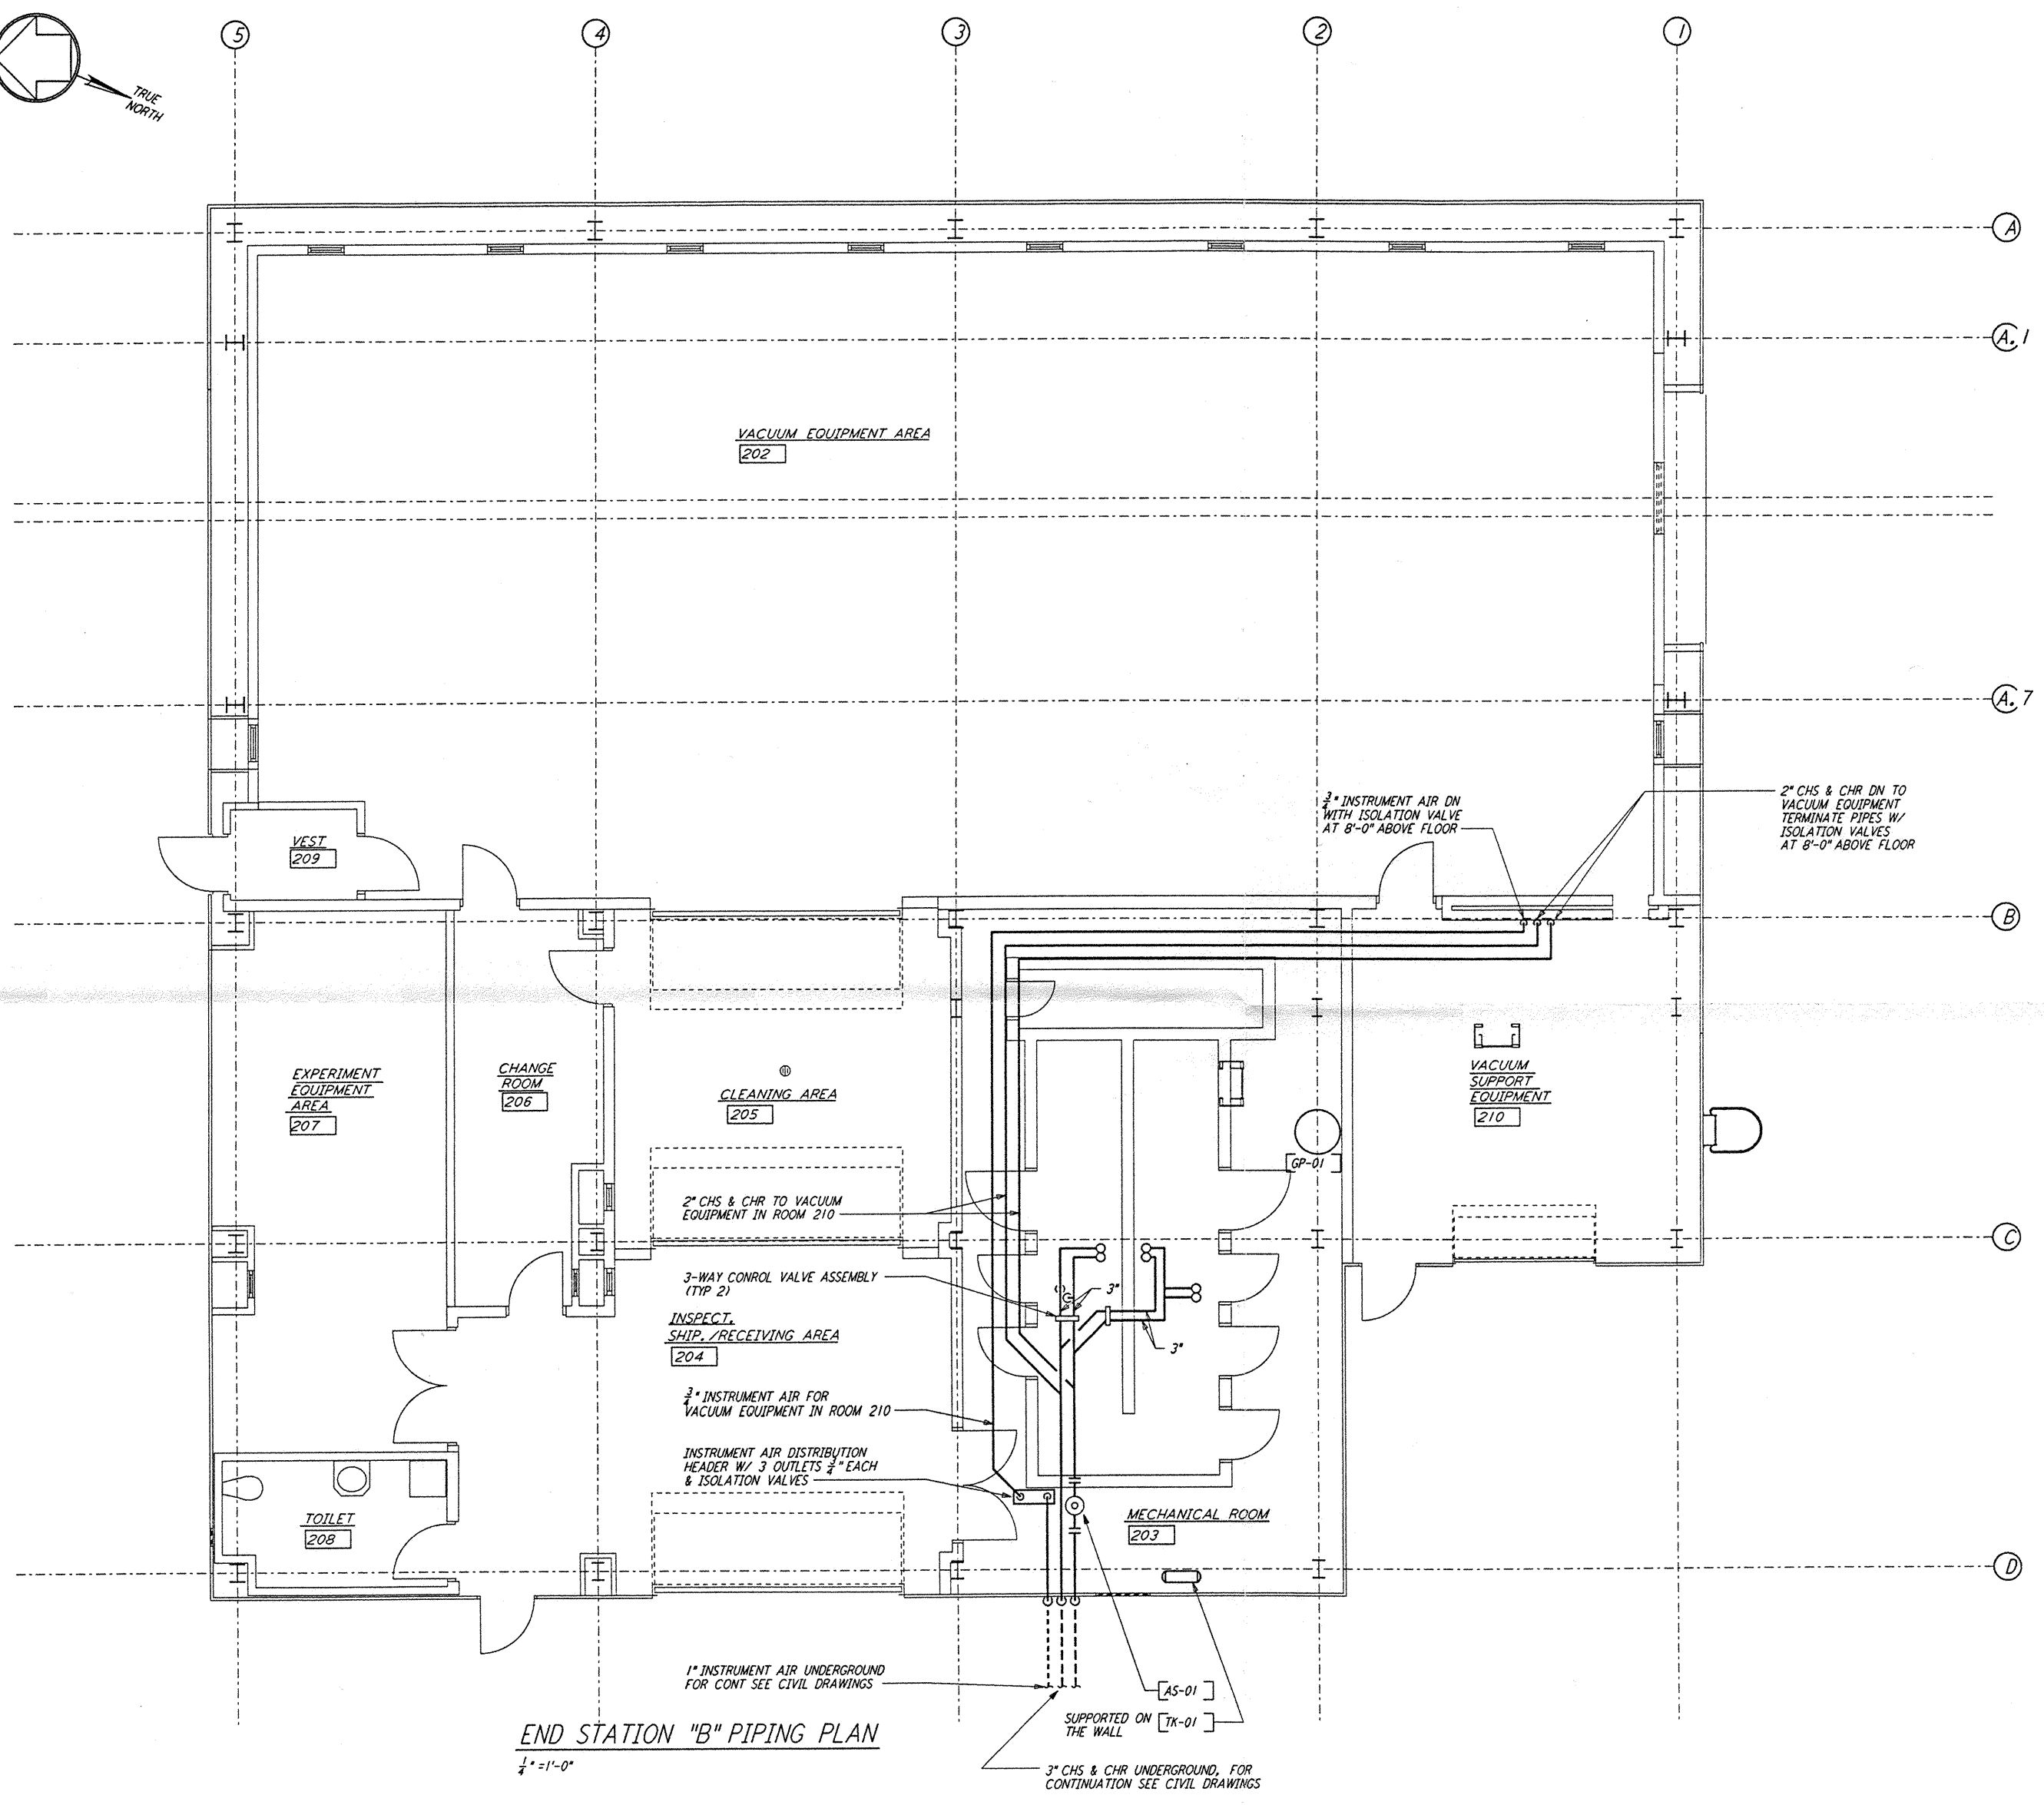 5
4
3
2
1
TRUE
NORTH
A
A.1
VACUUM EQUIPMENT AREA
202
A.7
3/4" INSTRUMENT AIR DN
WITH ISOLATION VALVE
AT 8'-0" ABOVE FLOOR
2" CHS & CHR DN TO
VACUUM EQUIPMENT
TERMINATE PIPES W/
ISOLATION VALVES
AT 8'-0" ABOVE FLOOR
VEST
209
B
EXPERIMENT
EQUIPMENT
AREA
207
CHANGE
ROOM
206
CLEANING AREA
205
VACUUM
SUPPORT
EQUIPMENT
210
GP-01
2" CHS & CHR TO VACUUM
EQUIPMENT IN ROOM 210
C
3-WAY CONROL VALVE ASSEMBLY
(TYP 2)
3"
3"
INSPECT.
SHIP./RECEIVING AREA
204
3/4" INSTRUMENT AIR FOR
VACUUM EQUIPMENT IN ROOM 210
INSTRUMENT AIR DISTRIBUTION
HEADER W/ 3 OUTLETS 3/4" EACH
& ISOLATION VALVES
TOILET
208
MECHANICAL ROOM
203
D
1" INSTRUMENT AIR UNDERGROUND
FOR CONT SEE CIVIL DRAWINGS
AS-01
SUPPORTED ON
THE WALL
TK-01
END STATION "B" PIPING PLAN
1/4" =1'-0"
3" CHS & CHR UNDERGROUND, FOR
CONTINUATION SEE CIVIL DRAWINGS